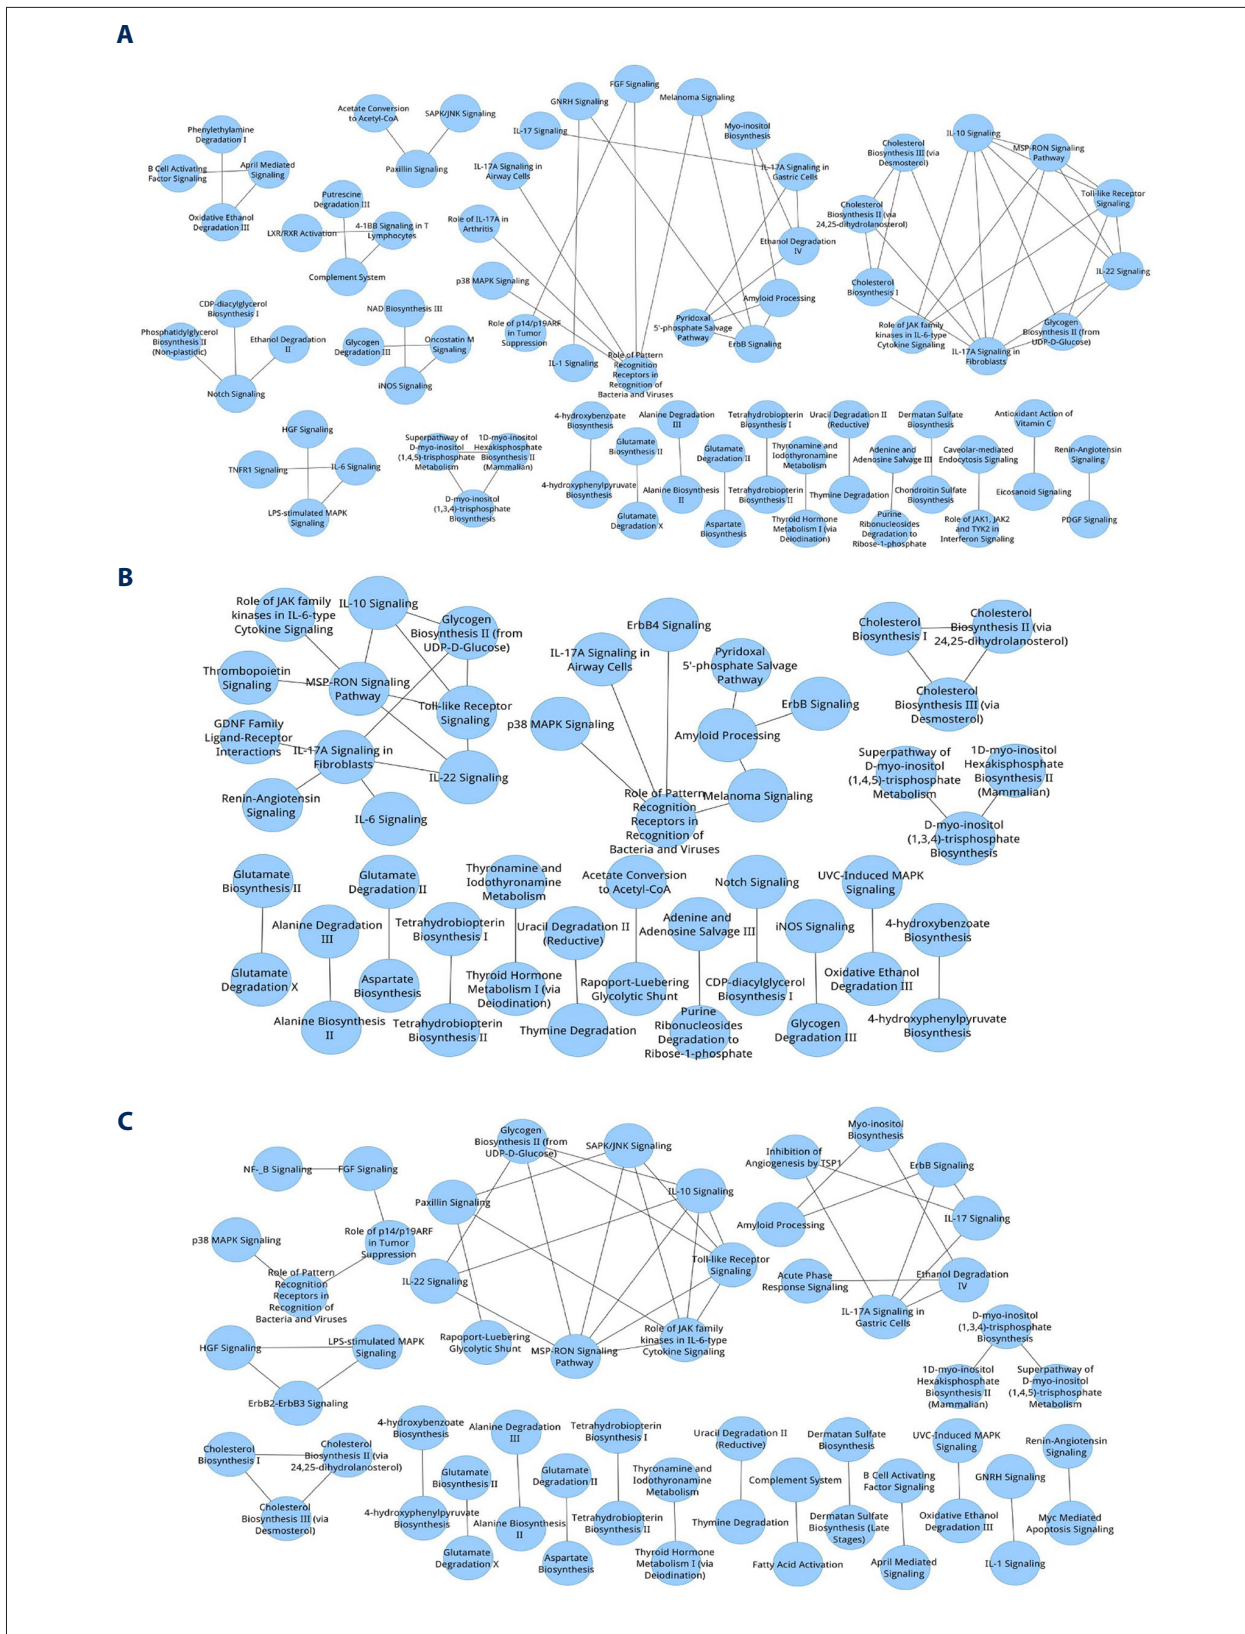 A
FGF Signaling
GNRH Signaling
Melanoma Signaling
Acetate Conversion
to Acetyl-CoA
SAPK/JNK Signaling
Phenylethylamine
Degradation I
IL-17 Signaling
Myo-inositol
Biosynthesis
Cholesterol
Biosynthesis III (via
Desmosterol)
IL-10 Signaling
MSP-RON Signaling
Pathway
B Cell Activating
Factor Signaling
April Mediated
Signaling
Paxillin Signaling
IL-17A Signaling in
Airway Cells
IL-17A Signaling in
Gastric Cells
Toll-like Receptor
Signaling
Putrescine
Degradation III
Oxidative Ethanol
Degradation III
LXR/RXR Activation
4-1BB Signaling in T
Lymphocytes
Role of IL-17A in
Arthritis
Cholesterol
Biosynthesis II (via
24,25-dihydrolanosterol)
Ethanol Degradation
IV
Complement System
p38 MAPK Signaling
Cholesterol
Biosynthesis I
IL-22 Signaling
Amyloid Processing
CDP-diacylglycerol
Biosynthesis I
NAD Biosynthesis III
Phosphatidylglycerol
Biosynthesis II
(Non-plastidic)
Ethanol Degradation
II
Glycogen
Degradation III
Oncostatin M
Signaling
Role of p14/p19ARF
in Tumor
Suppression
Pyridoxal
5'-phosphate Salvage
Pathway
ErbB Signaling
Role of JAK family
kinases in IL-6-type
Cytokine Signaling
Glycogen
Biosynthesis II (from
UDP-D-Glucose)
IL-17A Signaling in
Fibroblasts
IL-1 Signaling
Role of Pattern
Recognition
Receptors in
Recognition of
Bacteria and Viruses
Notch Signaling
iNOS Signaling
HGF Signaling
TNFR1 Signaling
IL-6 Signaling
LPS-stimulated MAPK
Signaling
Superpathway of
D-myo-inositol
(1,4,5)-trisphosphate
Metabolism
1D-myo-inositol
Hexakisphosphate
Biosynthesis II
(Mammalian)
D-myo-inositol
(1,3,4)-trisphosphate
Biosynthesis
4-hydroxybenzoate
Biosynthesis
Alanine Degradation
III
Tetrahydrobiopterin
Biosynthesis I
Uracil Degradation II
(Reductive)
Dermatan Sulfate
Biosynthesis
Antioxidant Action of
Vitamin C
Glutamate
Biosynthesis II
Glutamate
Degradation II
Thyronamine and
Iodothyronamine
Metabolism
Adenine and
Adenosine Salvage III
Caveolar-mediated
Endocytosis Signaling
Renin-Angiotensin
Signaling
4-hydroxyphenylpyruvate
Biosynthesis
Alanine Biosynthesis
II
Tetrahydrobiopterin
Biosynthesis II
Thymine Degradation
Chondroitin Sulfate
Biosynthesis
Eicosanoid Signaling
Glutamate
Degradation X
Aspartate
Biosynthesis
Thyroid Hormone
Metabolism I (via
Deiodination)
Purine
Ribonucleosides
Degradation to
Ribose-1-phosphate
Role of JAK1, JAK2
and TYK2 in
Interferon Signaling
PDGF Signaling
B
Role of JAK family
kinases in IL-6-type
Cytokine Signaling
IL-10 Signaling
Glycogen
Biosynthesis II (from
UDP-D-Glucose)
Thrombopoietin
Signaling
MSP-RON Signaling
Pathway
Toll-like Receptor
Signaling
GDNF Family
Ligand-Receptor
Interactions
IL-17A Signaling in
Fibroblasts
IL-22 Signaling
Renin-Angiotensin
Signaling
IL-6 Signaling
ErbB4 Signaling
IL-17A Signaling in
Airway Cells
Pyridoxal
5'-phosphate Salvage
Pathway
p38 MAPK Signaling
ErbB Signaling
Amyloid Processing
Role of Pattern
Recognition
Receptors in
Recognition of
Bacteria and Viruses
Melanoma Signaling
Cholesterol
Biosynthesis I
Cholesterol
Biosynthesis II (via
24,25-dihydrolanosterol)
Cholesterol
Biosynthesis III (via
Desmosterol)
Superpathway of
D-myo-inositol
(1,4,5)-trisphosphate
Metabolism
1D-myo-inositol
Hexakisphosphate
Biosynthesis II
(Mammalian)
D-myo-inositol
(1,3,4)-trisphosphate
Biosynthesis
Glutamate
Biosynthesis II
Glutamate
Degradation II
Thyronamine and
Iodothyronamine
Metabolism
Acetate Conversion
to Acetyl-CoA
Notch Signaling
UVC-Induced MAPK
Signaling
Alanine Degradation
III
Tetrahydrobiopterin
Biosynthesis I
Uracil Degradation II
(Reductive)
Adenine and
Adenosine Salvage III
iNOS Signaling
4-hydroxybenzoate
Biosynthesis
Glutamate
Degradation X
Aspartate
Biosynthesis
Thyroid Hormone
Metabolism I (via
Deiodination)
Rapoport-Luebering
Glycolytic Shunt
CDP-diacylglycerol
Biosynthesis I
Oxidative Ethanol
Degradation III
Alanine Biosynthesis
II
Tetrahydrobiopterin
Biosynthesis II
Thymine Degradation
Purine
Ribonucleosides
Degradation to
Ribose-1-phosphate
Glycogen
Degradation III
4-hydroxyphenylpyruvate
Biosynthesis
C
NF-_B Signaling
FGF Signaling
p38 MAPK Signaling
Role of p14/p19ARF
in Tumor
Suppression
Role of Pattern
Recognition
Receptors in
Recognition of
Bacteria and Viruses
HGF Signaling
LPS-stimulated MAPK
Signaling
ErbB2-ErbB3 Signaling
Glycogen
Biosynthesis II (from
UDP-D-Glucose)
SAPK/JNK Signaling
Paxillin Signaling
IL-10 Signaling
IL-22 Signaling
Toll-like Receptor
Signaling
Rapoport-Luebering
Glycolytic Shunt
MSP-RON Signaling
Pathway
Role of JAK family
kinases in IL-6-type
Cytokine Signaling
Myo-inositol
Biosynthesis
Inhibition of
Angiogenesis by TSP1
ErbB Signaling
Amyloid Processing
IL-17 Signaling
Acute Phase
Response Signaling
Ethanol Degradation
IV
IL-17A Signaling in
Gastric Cells
D-myo-inositol
(1,3,4)-trisphosphate
Biosynthesis
1D-myo-inositol
Hexakisphosphate
Biosynthesis II
(Mammalian)
Superpathway of
D-myo-inositol
(1,4,5)-trisphosphate
Metabolism
Cholesterol
Biosynthesis I
Cholesterol
Biosynthesis II (via
24,25-dihydrolanosterol)
Cholesterol
Biosynthesis III (via
Desmosterol)
4-hydroxybenzoate
Biosynthesis
Alanine Degradation
III
Tetrahydrobiopterin
Biosynthesis I
Uracil Degradation II
(Reductive)
Dermatan Sulfate
Biosynthesis
UVC-Induced MAPK
Signaling
Renin-Angiotensin
Signaling
Glutamate
Biosynthesis II
Glutamate
Degradation II
Thyronamine and
Iodothyronamine
Metabolism
Complement System
B Cell Activating
Factor Signaling
GNRH Signaling
4-hydroxyphenylpyruvate
Biosynthesis
Alanine Biosynthesis
II
Tetrahydrobiopterin
Biosynthesis II
Thymine Degradation
Dermatan Sulfate
Biosynthesis (Late
Stages)
Oxidative Ethanol
Degradation III
Myc Mediated
Apoptosis Signaling
Glutamate
Degradation X
Aspartate
Biosynthesis
Thyroid Hormone
Metabolism I (via
Deiodination)
Fatty Acid Activation
April Mediated
Signaling
IL-1 Signaling